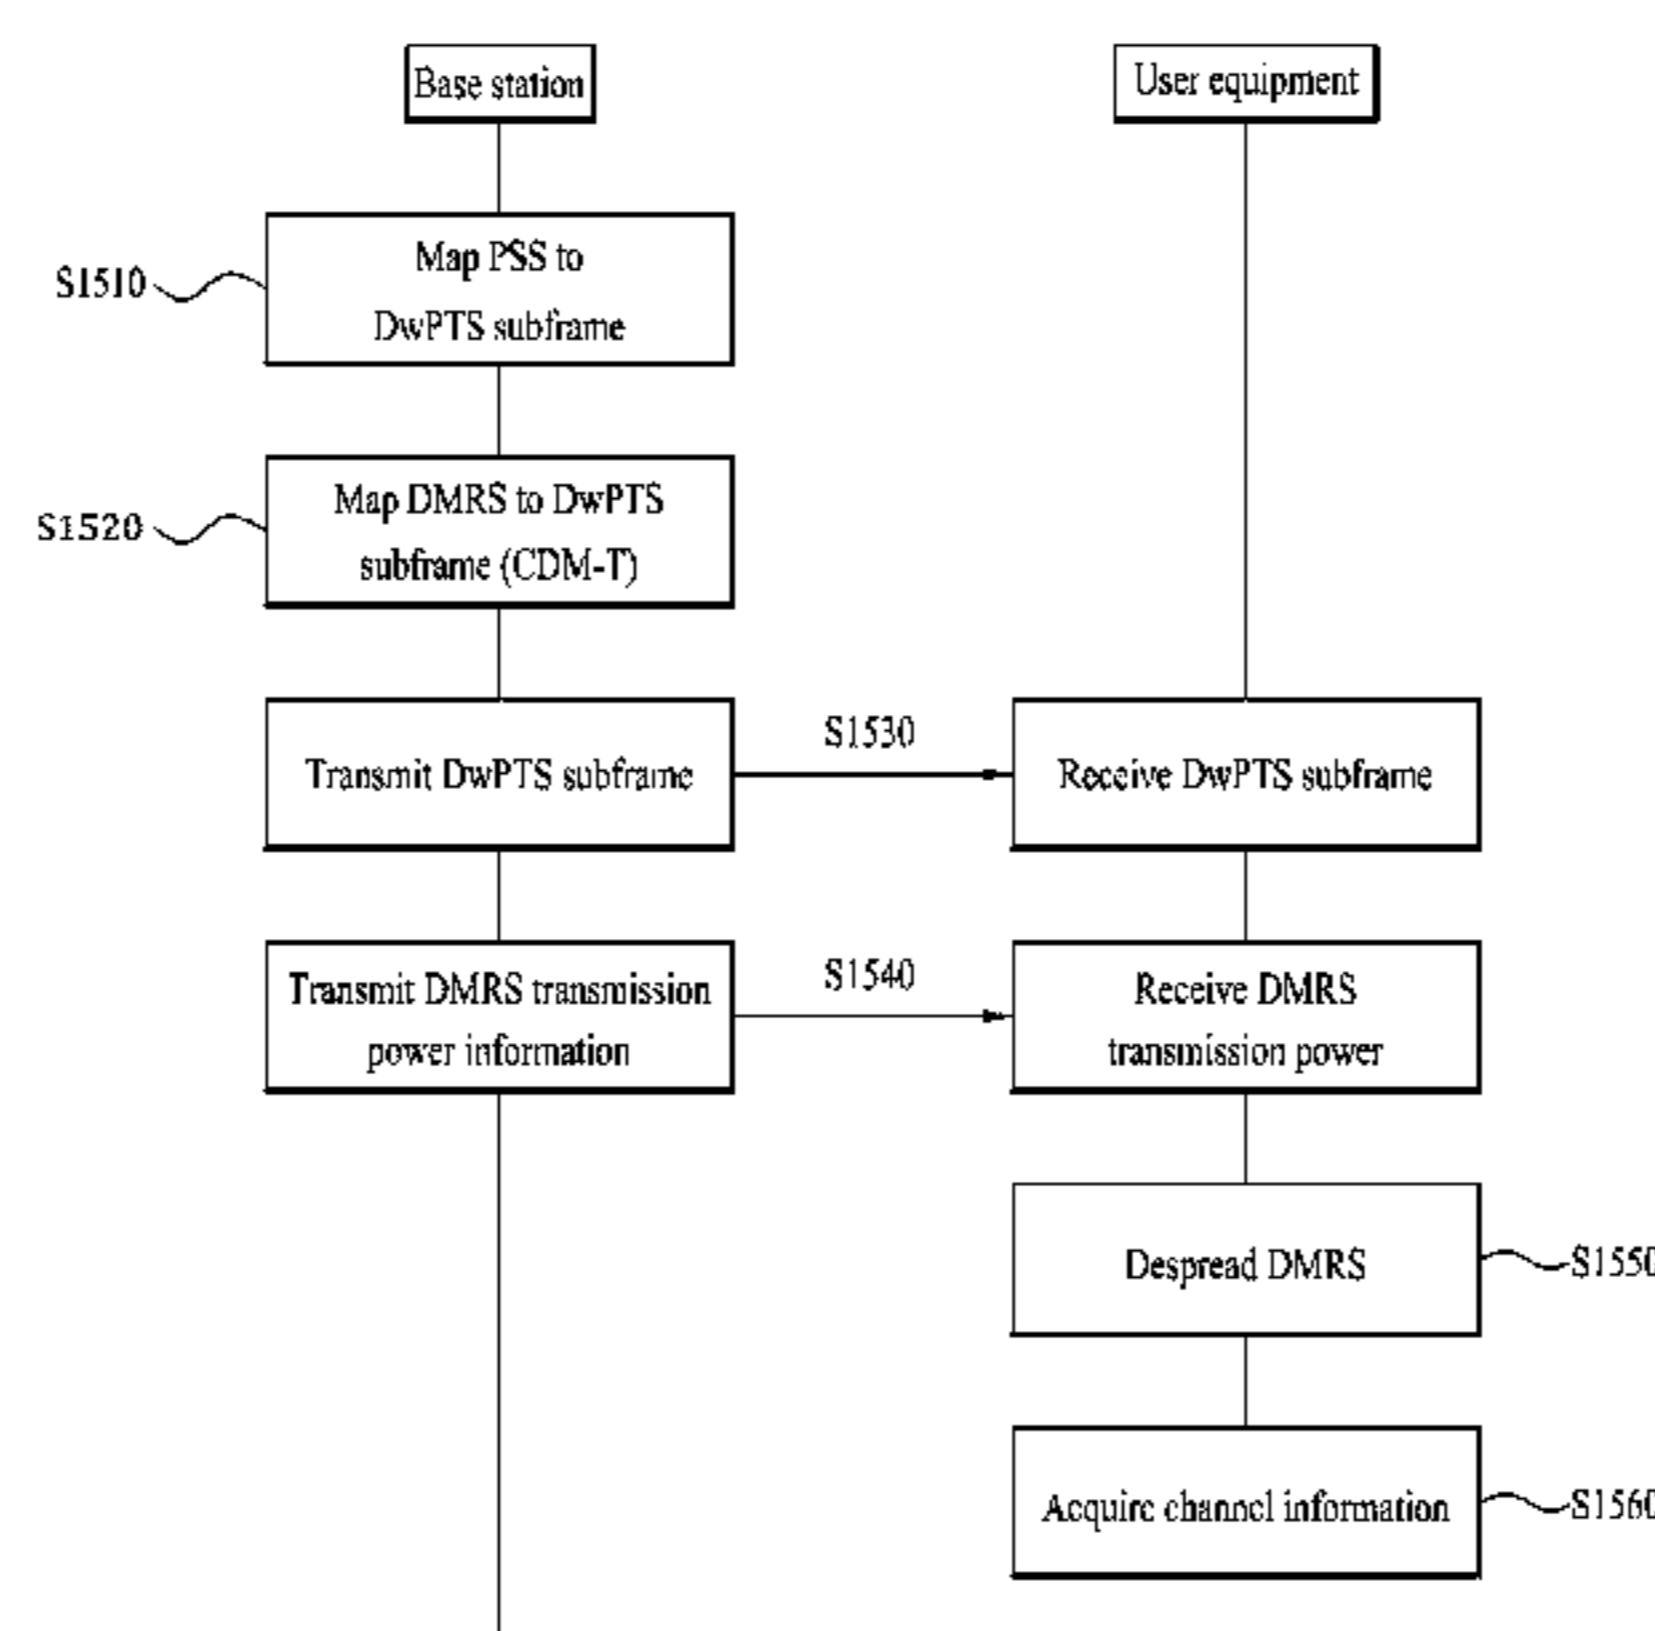 Base station
User equipment
Map PSS to
DwPTS subframe
S1510
Map DMRS to DwPTS
subframe (CDM-T)
S1520
Transmit DwPTS subframe
S1530
Receive DwPTS subframe
Transmit DMRS transmission
power information
S1540
Receive DMRS
transmission power
Despread DMRS
S1550
Acquire channel information
S1560